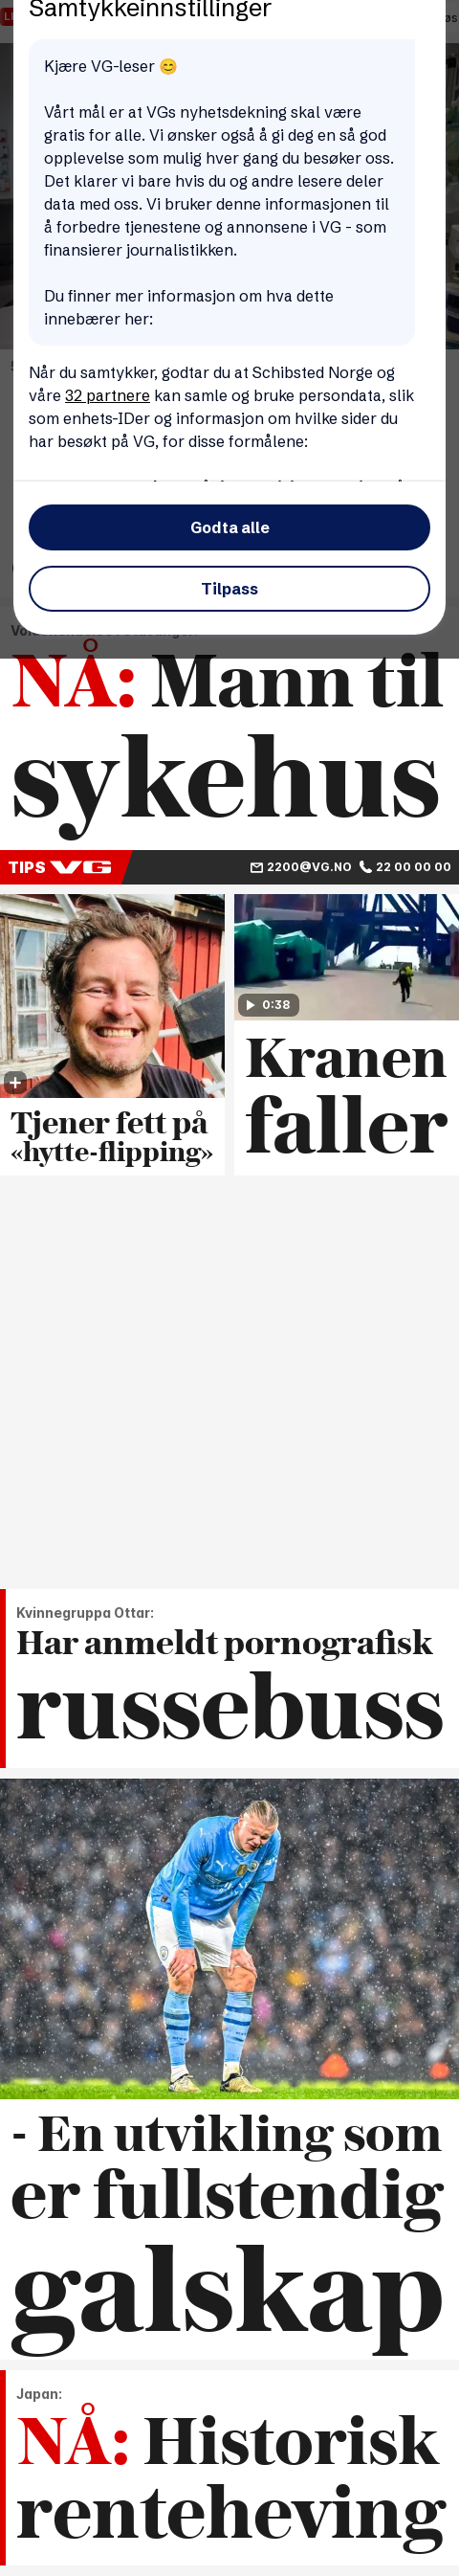 Samtykkeinnstillinger
Kjære VG-leser 😊
Vårt mål er at VGs nyhetsdekning skal være
gratis for alle. Vi ønsker også å gi deg en så god
opplevelse som mulig hver gang du besøker oss.
Det klarer vi bare hvis du og andre lesere deler
data med oss. Vi bruker denne informasjonen til
å forbedre tjenestene og annonsene i VG - som
finansierer journalistikken.
Du finner mer informasjon om hva dette
innebærer her:
Når du samtykker, godtar du at Schibsted Norge og
våre 32 partnere kan samle og bruke persondata, slik
som enhets-IDer og informasjon om hvilke sider du
har besøkt på VG, for disse formålene:
Godta alle
Tilpass
NÅ: Mann til
sykehus
TIPS VG 2200@VG.NO 22 00 00 00
0:38
Tjener fett på
«hytte-flipping»
Kranen
faller
Kvinnegruppa Ottar:
Har anmeldt pornografisk
russebuss
- En utvikling som
er fullstendig
galskap
Japan:
NÅ: Historisk
renteheving